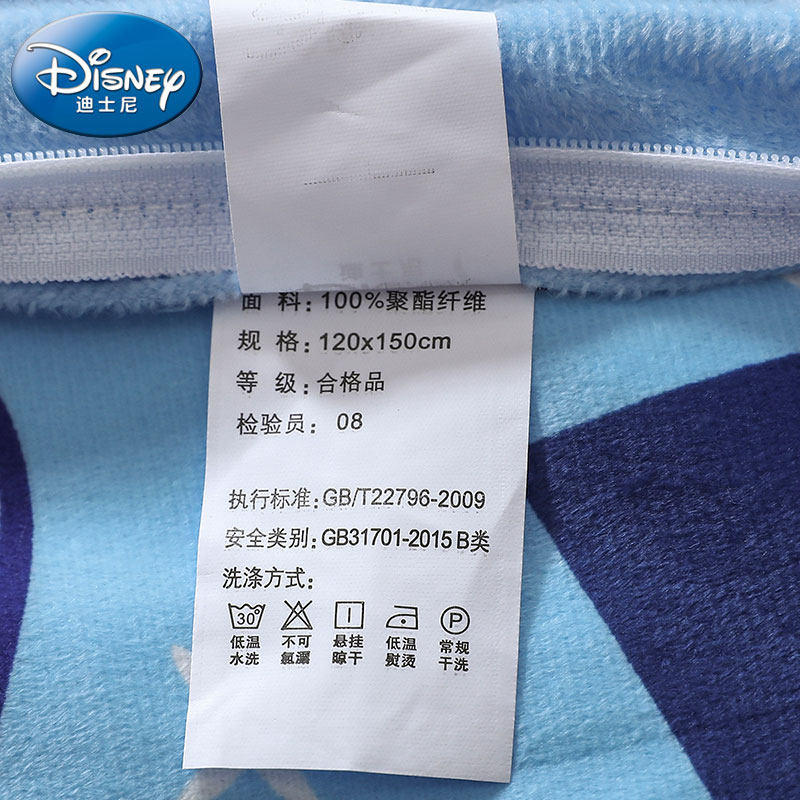 DISNEY
迪士尼
面 料:100%聚酯纤维
规 格:120x150cm
等 级:合格品
检验员: 08
执行标准:GB/T22796-2009
安全类别:GB31701-2015 B类
洗涤方式:
30° P
低温 不可 悬挂 低温 常规
水洗 氯漂 晾干 熨烫 干洗